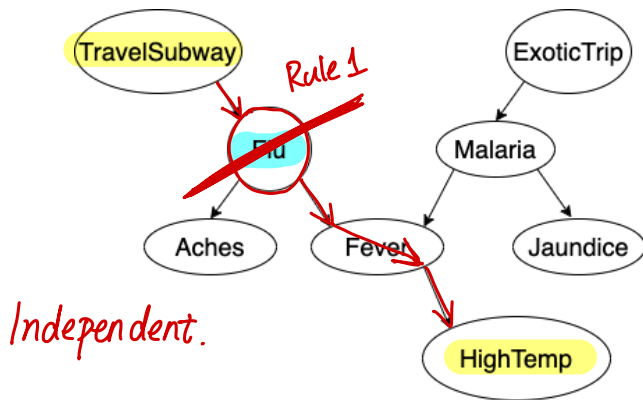 TravelSubway
ExoticTrip
Rule 1
Flu
Malaria
Aches
Fever
Jaundice
Independent.
HighTemp